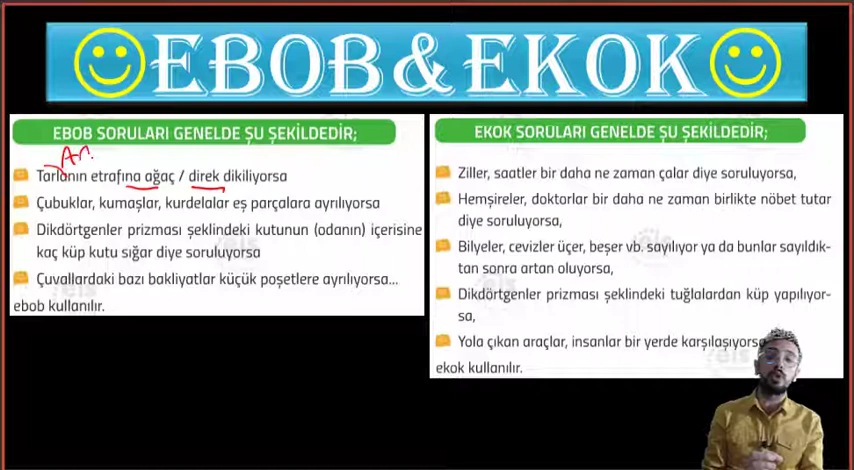 EBOB&EKOK
EBOB SORULARI GENELDE ŞU ŞEKİLDEDİR;
Ar.
Tarlanın etrafına ağaç / direk dikiliyorsa
Çubuklar, kumaşlar, kurdelalar eş parçalara ayrılıyorsa
Dikdörtgenler prizması şeklindeki kutunun (odanın) içerisine
kaç küp kutu sığar diye soruluyorsa
Çuvallardaki bazı bakliyatlar küçük poşetlere ayrılıyorsa...
ebob kullanılır.
EKOK SORULARI GENELDE ŞU ŞEKİLDEDİR;
Ziller, saatler bir daha ne zaman çalar diye soruluyorsa,
Hemşireler, doktorlar bir daha ne zaman birlikte nöbet tutar
diye soruluyorsa,
Bilyeler, cevizler üçer, beşer vb. sayılıyor ya da bunlar sayıldık-
tan sonra artan oluyorsa,
Dikdörtgenler prizması şeklindeki tuğlalardan küp yapılıyor-
sa,
Yola çıkan araçlar, insanlar bir yerde karşılaşıyorsa
ekok kullanılır.